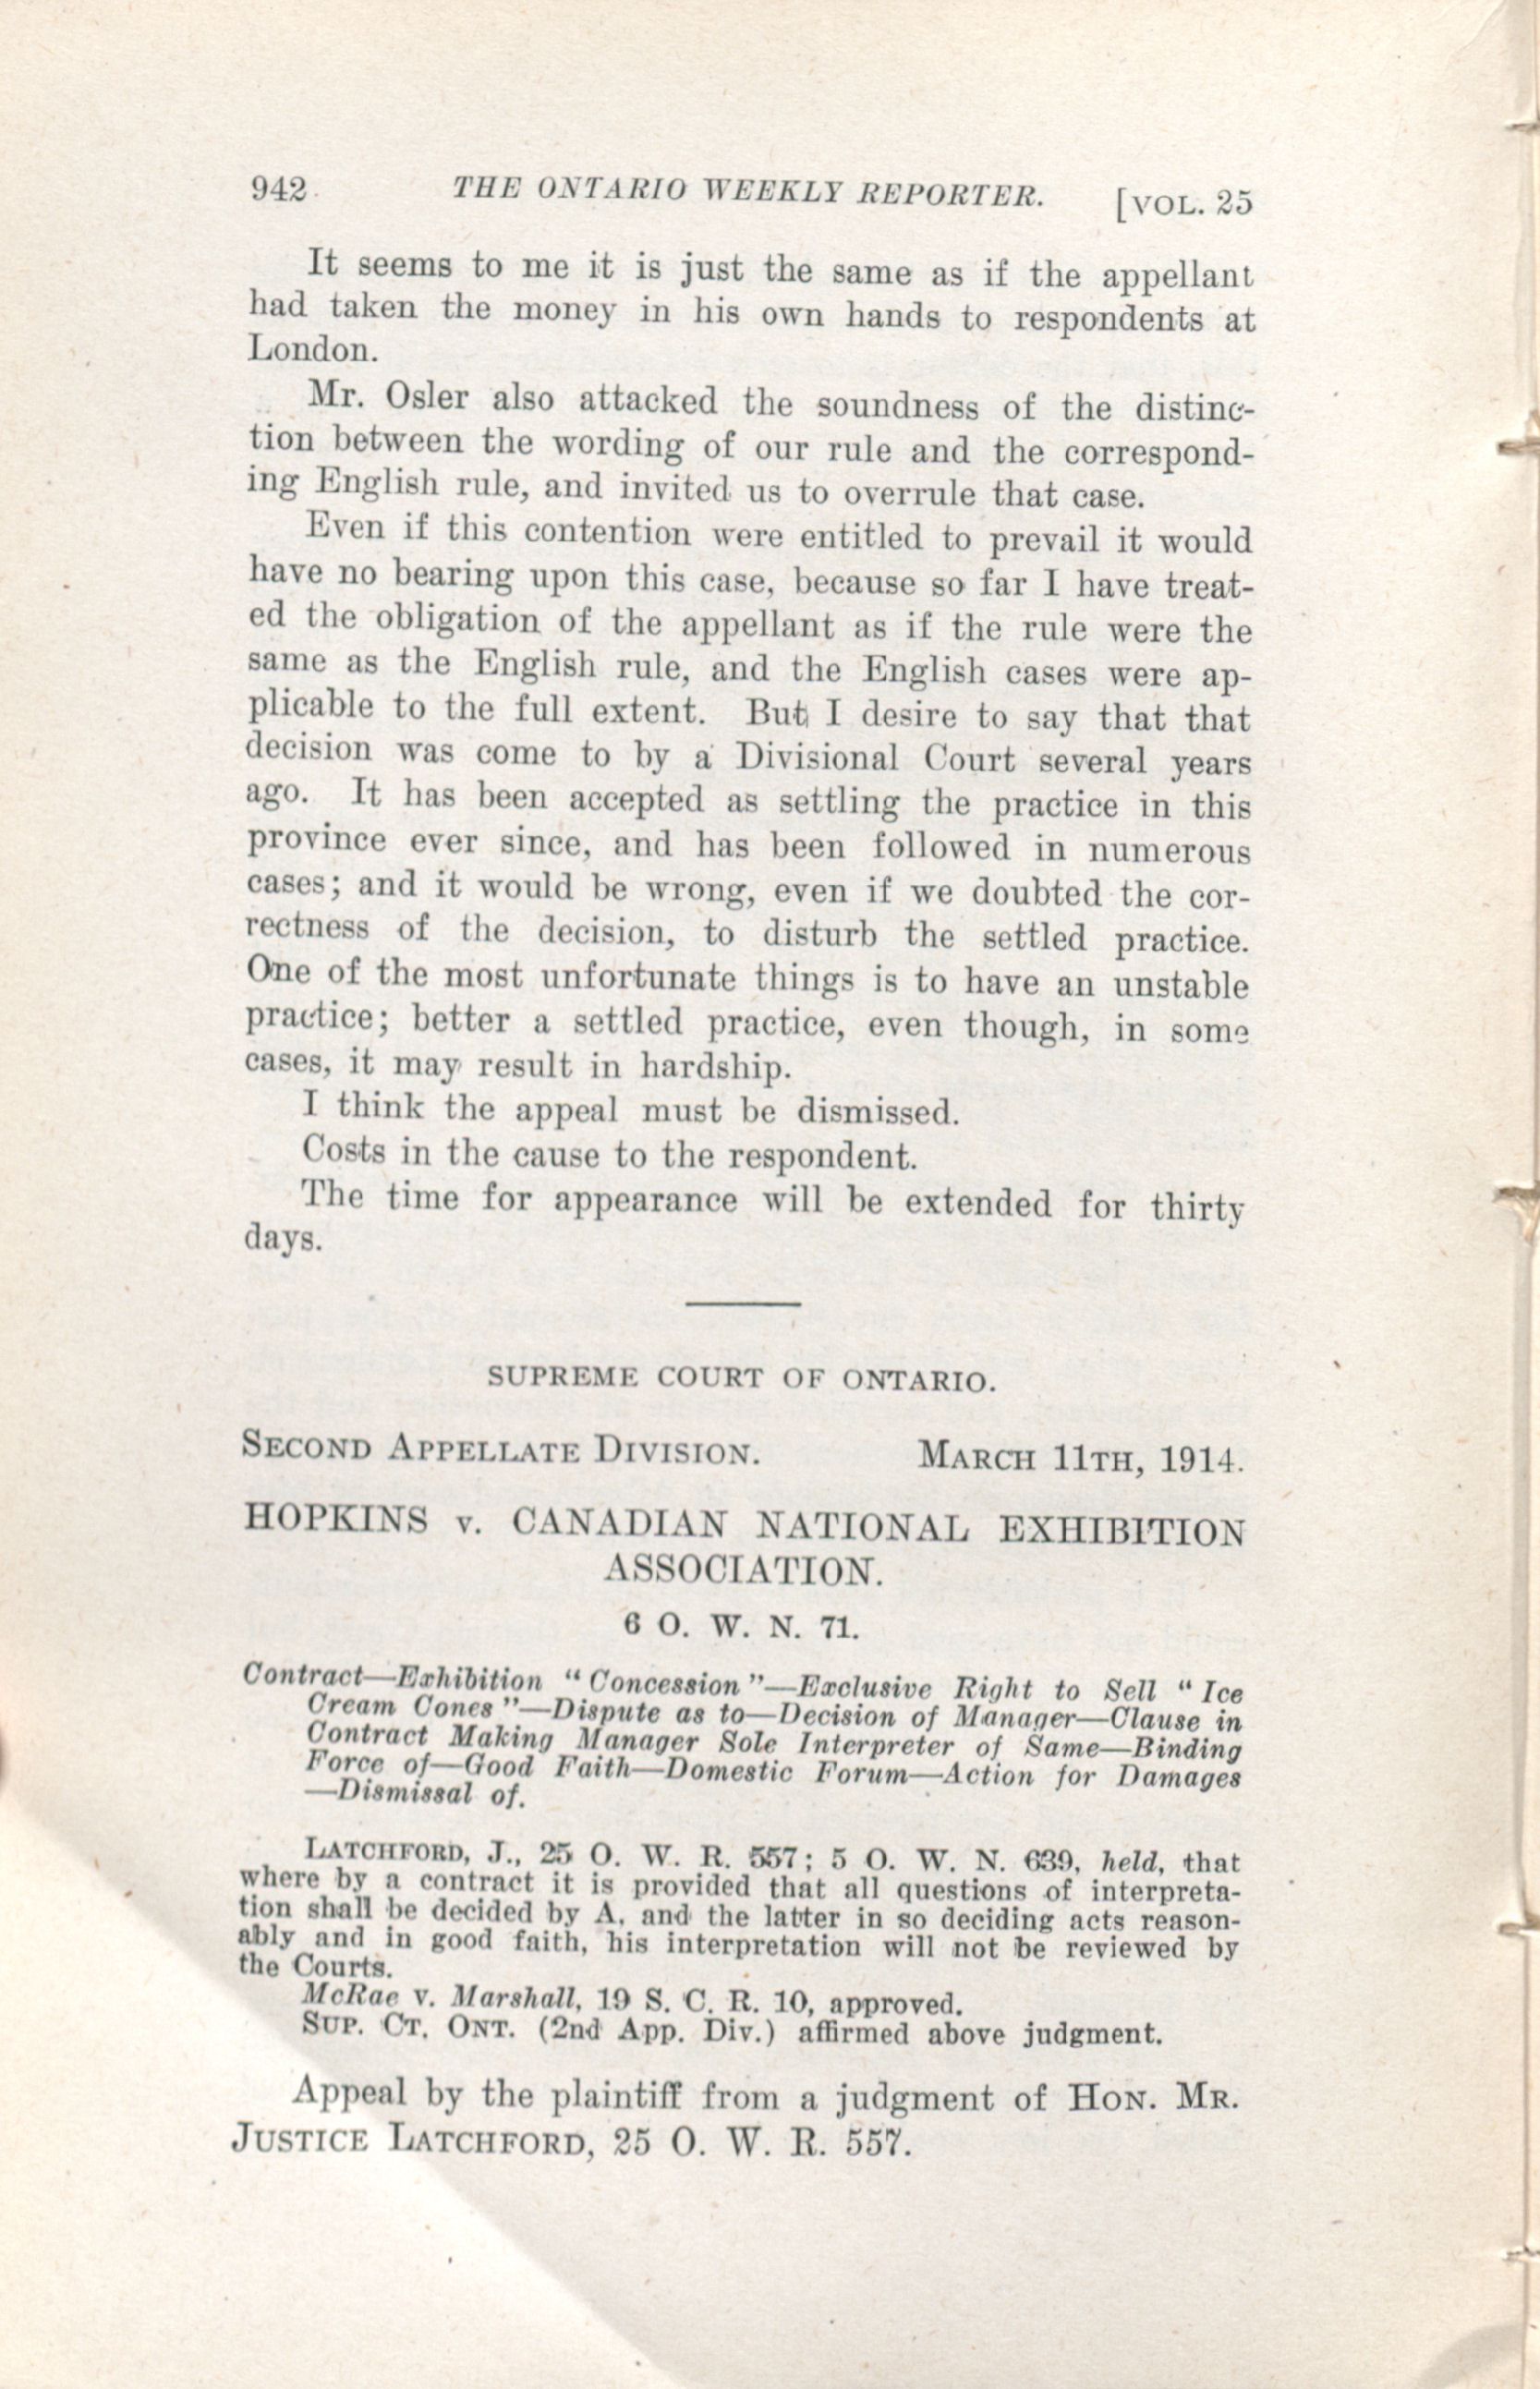 942 THE ONTARIO WEEKLY REPORTER. [VOL. 25
It seems to me it is just the same as if the appellant
had taken the money in his own hands to respondents at
London.
Mr. Osler also attacked the soundness of the distinc-
tion between the wording of our rule and the correspond-
ing English rule, and invited us to overrule that case.
Even if this contention were entitled to prevail it would
have no bearing upon this case, because so far I have treat-
ed the obligation of the appellant as if the rule were the
same as the English rule, and the English cases were ap-
plicable to the full extent. But I desire to say that that
decision was come to by a Divisional Court several years
ago. It has been accepted as settling the practice in this
province ever since, and has been followed in numerous
cases; and it would be wrong, even if we doubted the cor-
rectness of the decision, to disturb the settled practice.
One of the most unfortunate things is to have an unstable
practice; better a settled practice, even though, in some
cases, it may result in hardship.
I think the appeal must be dismissed.
Costs in the cause to the respondent.
The time for appearance will be extended for thirty
days.
SUPREME COURT OF ONTARIO.
SECOND APPELLATE DIVISION. MARCH 11TH, 1914.
HOPKINS v. CANADIAN NATIONAL EXHIBITION
ASSOCIATION.
6 O. W. N. 71.
Contract—Exhibition "Concession"—Exclusive Right to Sell "Ice
Cream Cones"—Dispute as to—Decision of Manager—Clause in
Contract Making Manager Sole Interpreter of Same—Binding
Force of—Good Faith—Domestic Forum—Action for Damages
—Dismissal of.
LATCHFORD, J., 25 O. W. R. 557; 5 O. W. N. 639, held, that
where by a contract it is provided that all questions of interpreta-
tion shall be decided by A. and the latter in so deciding acts reason-
ably and in good faith, his interpretation will not be reviewed by
the Courts.
McRae v. Marshall, 19 S. C. R. 10, approved.
SUP. CT. ONT. (2nd App. Div.) affirmed above judgment.
Appeal by the plaintiff from a judgment of HON. MR.
JUSTICE LATCHFORD, 25 O. W. R. 557.